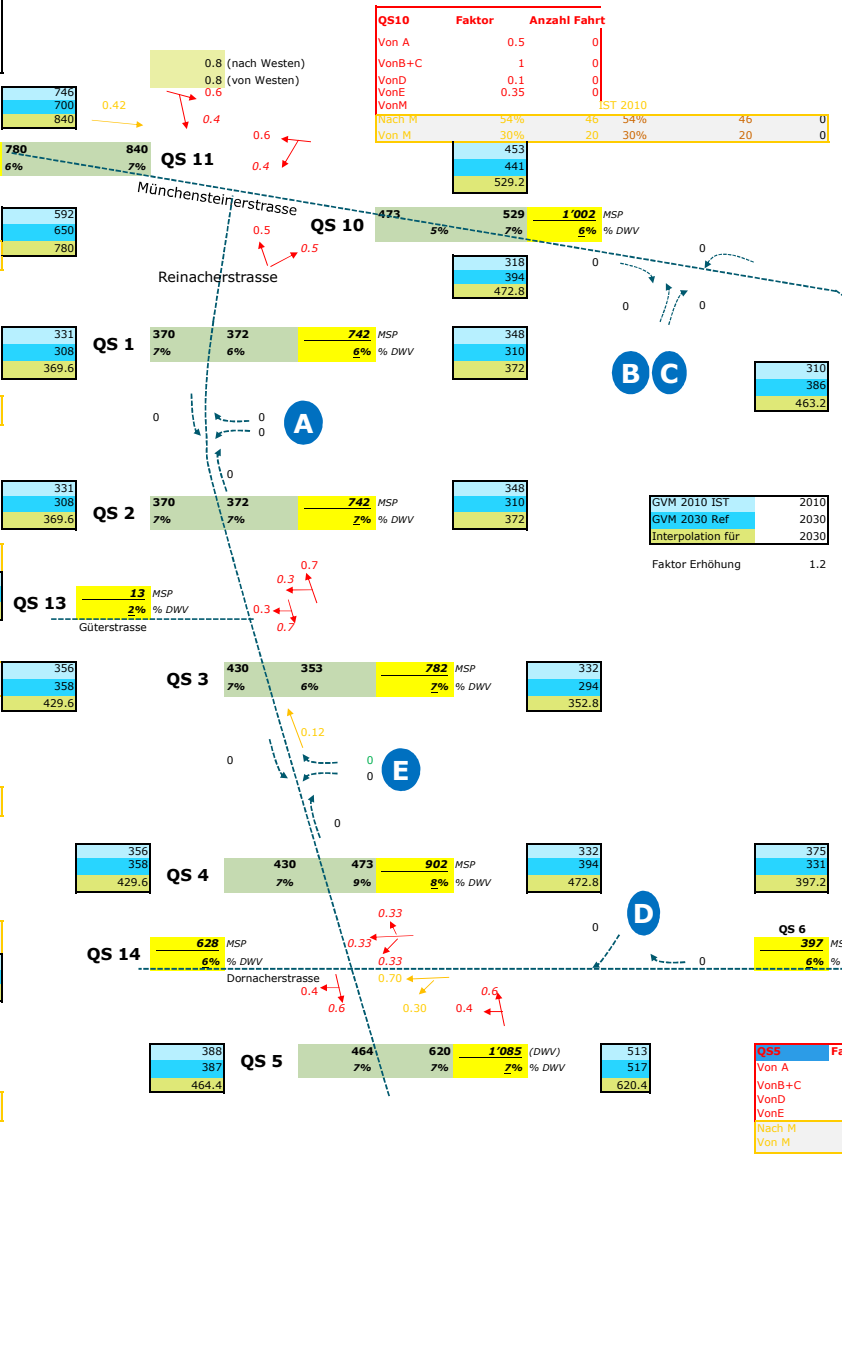 QS10 Faktor Anzahl Fahrt
Von A 0.5 0
VonB+C 1 0
VonD 0.1 0
VonE 0.35 0
VonM IST 2010
Nach M 54% 46 54% 46 0
Von M 30% 20 30% 20 0
0.8 (nach Westen)
0.8 (von Westen)
746
700
840
0.42
0.6
0.4
0.6
0.4
780 840
6% 7%
QS 11
453
441
529.2
Münchensteinerstrasse
592
650
780
QS 10
473 529 1’002 MSP
5% 7% 6% % DWV
0.5
0.5
Reinacherstrasse
318
394
472.8
0
0
0
0
331
308
369.6
QS 1
370 372 742 MSP
7% 6% 6% % DWV
348
310
372
B
C
310
386
463.2
0
0
0
A
0
331
308
369.6
QS 2
370 372 742 MSP
7% 7% 7% % DWV
348
310
372
GVM 2010 IST 2010
GVM 2030 Ref 2030
Interpolation für 2030
Faktor Erhöhung 1.2
QS 13
13 MSP
2% % DWV
Güterstrasse
0.7
0.3
0.3
0.7
356
358
429.6
QS 3
430 353 782 MSP
7% 6% 7% % DWV
332
294
352.8
0.12
0
0
0
E
0
356
358
429.6
QS 4
430 473 902 MSP
7% 9% 8% % DWV
332
394
472.8
375
331
397.2
D
0
0
QS 14
628 MSP
6% % DWV
Dornacherstrasse
0.33
0.33
0.33
0.70
0.30
0.4
0.6
0.4
0.6
QS 6
397 MS
6% %
388
387
464.4
QS 5
464 620 1’085 (DWV)
7% 7% 7% % DWV
513
517
620.4
QS5 Fa
Von A
VonB+C
VonD
VonE
Nach M
Von M